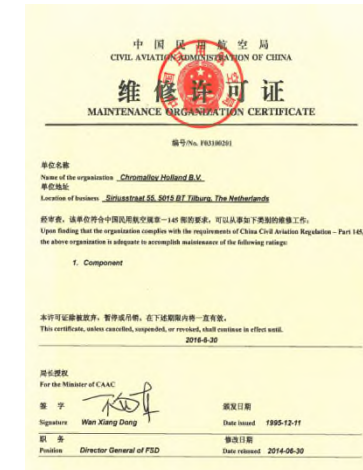 中国民用航空局
CIVIL AVIATION ADMINISTRATION OF CHINA
维修许可证
MAINTENANCE ORGANIZATION CERTIFICATE
编号/No. F03100201
单位名称
Name of the organization Chromalloy Holland B.V.
单位地址
Location of business Siriusstraat 55, 5015 BT Tilburg, The Netherlands
经审查，该单位符合中国民用航空规章－145 部的要求，可以从事如下类别的维修工作：
Upon finding that the organization complies with the requirements of China Civil Aviation Regulation – Part 145,
the above organization is adequate to accomplish maintenance of the following ratings:
1. Component
本许可证除被放弃、暂停或吊销，在下述期限内将一直有效。
This certificate, unless cancelled, suspended, or revoked, shall continue in effect until.
2016-6-30
局长授权
For the Minister of CAAC
签 字 颁发日期
Signature Wan Xiang Dong Date issued 1995-12-11
职 务 修改日期
Position Director General of FSD Date released 2014-06-30